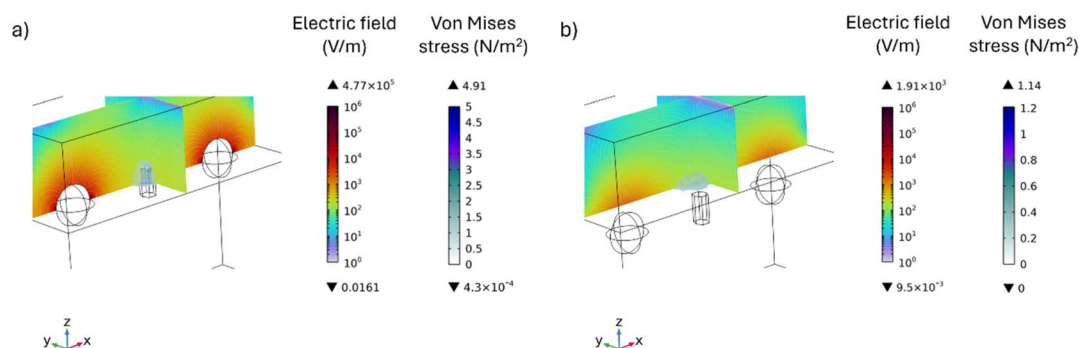 a)
Electric field
(V/m)
Von Mises
stress (N/m²)
▲ 4.77×10⁵
▲ 4.91
10⁶
10⁵
10⁴
10³
10²
10¹
10⁰
5
4.5
4
3.5
3
2.5
2
1.5
1
0.5
0
▼ 0.0161
▼ 4.3×10⁻⁴
z
y
x
b)
Electric field
(V/m)
Von Mises
stress (N/m²)
▲ 1.91×10³
▲ 1.14
10⁶
10⁵
10⁴
10³
10²
10¹
10⁰
1.2
1
0.8
0.6
0.4
0.2
0
▼ 9.5×10⁻³
▼ 0
z
y
x